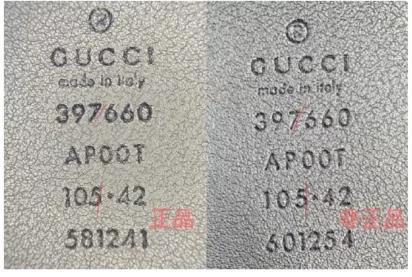 ®
GUCCI
made in italy
397660
AP00T
105·42
正品
581241
®
GUCCI
made in italy
397660
AP00T
105·42
非正品
601254